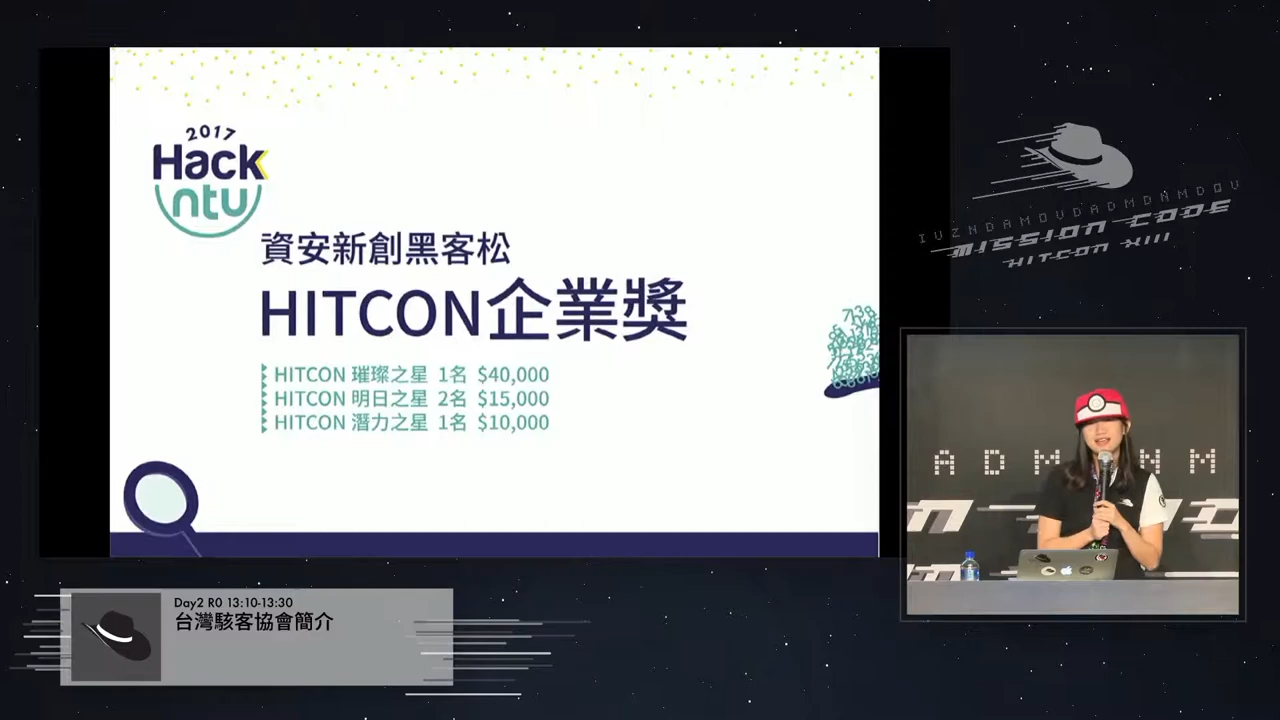 2017
Hack
ntu
資安新創黑客松
HITCON企業獎
HITCON 璀璨之星 1名 $40,000
HITCON 明日之星 2名 $15,000
HITCON 潛力之星 1名 $10,000
IVZNDAMOVDADMDNMDQV
MISSION CODE
HITCON XIII
ADM NM
Day2 R0 13:10-13:30
台灣駭客協會簡介